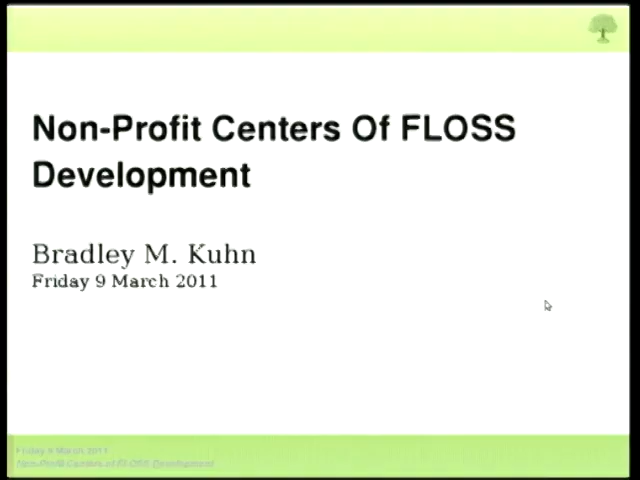 Non-Profit Centers Of FLOSS
Development
Bradley M. Kuhn
Friday 9 March 2011
Friday 9 March 2011
Non-Profit Centers of FLOSS Development